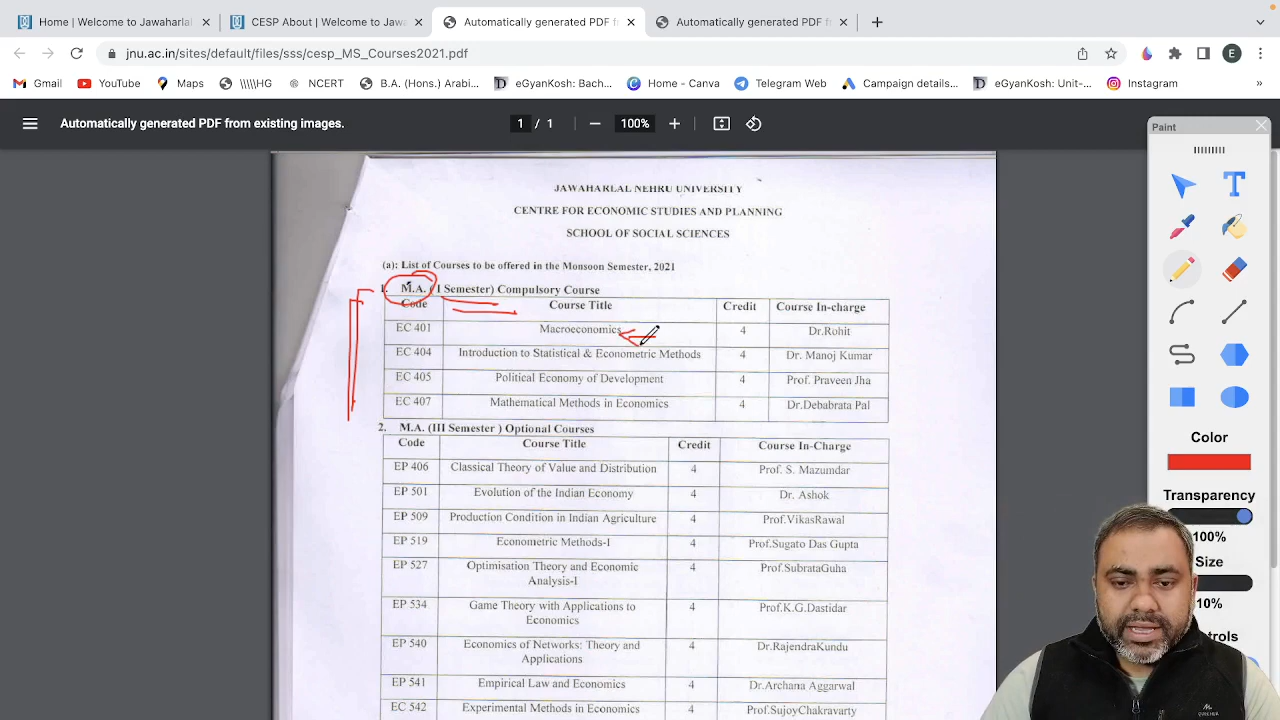 Home | Welcome to Jawaharlal
CESP About | Welcome to Jawa
Automatically generated PDF fr
Automatically generated PDF fr
jnu.ac.in/sites/default/files/sss/cesp_MS_Courses2021.pdf
E
Gmail
YouTube
Maps
\\\\\HG
NCERT
B.A. (Hons.) Arabi...
eGyanKosh: Bach...
Home - Canva
Telegram Web
Campaign details...
eGyanKosh: Unit-...
Instagram
Automatically generated PDF from existing images.
1 / 1
100%
Paint
JAWAHARLAL NEHRU UNIVERSITY
CENTRE FOR ECONOMIC STUDIES AND PLANNING
SCHOOL OF SOCIAL SCIENCES
(a): List of Courses to be offered in the Monsoon Semester, 2021
1. M.A. ( I Semester) Compulsory Course
Code Course Title Credit Course In-charge
EC 401 Macroeconomics 4 Dr.Rohit
EC 404 Introduction to Statistical & Econometric Methods 4 Dr. Manoj Kumar
EC 405 Political Economy of Development 4 Prof. Praveen Jha
EC 407 Mathematical Methods in Economics 4 Dr.Debabrata Pal
2. M.A. (III Semester ) Optional Courses
Code Course Title Credit Course In-Charge
EP 406 Classical Theory of Value and Distribution 4 Prof. S. Mazumdar
EP 501 Evolution of the Indian Economy 4 Dr. Ashok
EP 509 Production Condition in Indian Agriculture 4 Prof.VikasRawal
EP 519 Econometric Methods-I 4 Prof.Sugato Das Gupta
EP 527 Optimisation Theory and Economic 4 Prof.SubrataGuha
Analysis-I
EP 534 Game Theory with Applications to 4 Prof.K.G.Dastidar
Economics
EP 540 Economics of Networks: Theory and 4 Dr.RajendraKundu
Applications
EP 541 Empirical Law and Economics 4 Dr.Archana Aggarwal
EC 542 Experimental Methods in Economics 4 Prof.SujoyChakravarty
T
Color
Transparency
100%
Size
10%